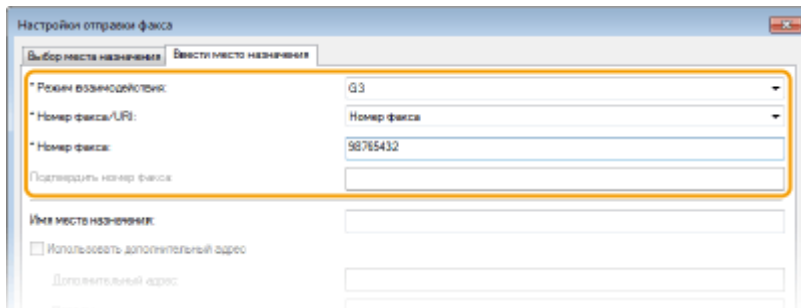 Настройки отправки факса
Выбор места назначения Ввести место назначения
* Режим взаимодействия: G3
* Номер факса/URI: Номер факса
* Номер факса: 98765432
Подтвердить номер факса:
Имя места назначения:
Использовать дополнительный адрес
Дополнительный адрес: